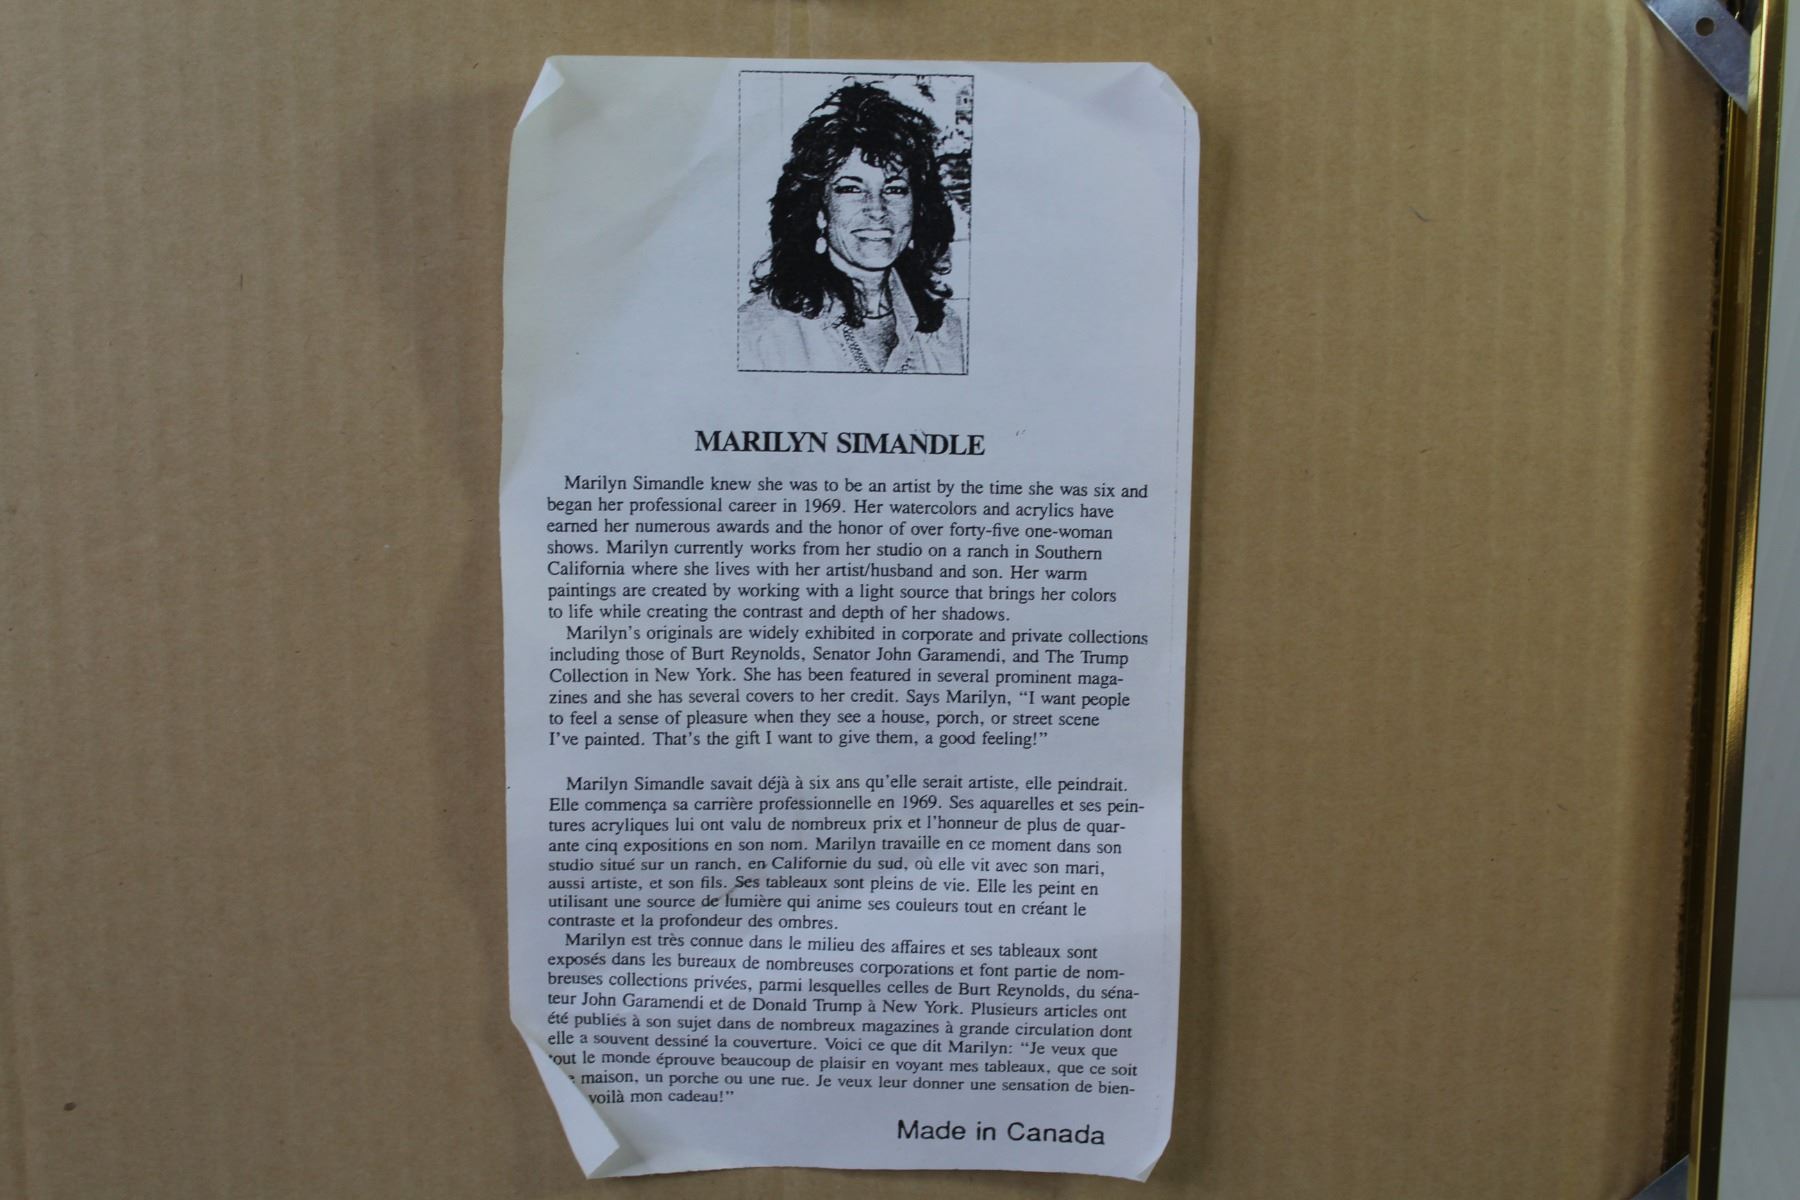 MARILYN SIMANDLE
Marilyn Simandle knew she was to be an artist by the time she was six and
began her professional career in 1969. Her watercolors and acrylics have
earned her numerous awards and the honor of over forty-five one-woman
shows. Marilyn currently works from her studio on a ranch in Southern
California where she lives with her artist/husband and son. Her warm
paintings are created by working with a light source that brings her colors
to life while creating the contrast and depth of her shadows.
Marilyn's originals are widely exhibited in corporate and private collections
including those of Burt Reynolds, Senator John Garamendi, and The Trump
Collection in New York. She has been featured in several prominent maga-
zines and she has several covers to her credit. Says Marilyn, "I want people
to feel a sense of pleasure when they see a house, porch, or street scene
I've painted. That's the gift I want to give them, a good feeling!"
Marilyn Simandle savait déjà à six ans qu'elle serait artiste, elle peindrait.
Elle commença sa carrière professionnelle en 1969. Ses aquarelles et ses pein-
tures acryliques lui ont valu de nombreux prix et l'honneur de plus de quar-
ante cinq expositions en son nom. Marilyn travaille en ce moment dans son
studio situé sur un ranch, en Californie du sud, où elle vit avec son mari,
aussi artiste, et son fils. Ses tableaux sont pleins de vie. Elle les peint en
utilisant une source de lumière qui anime ses couleurs tout en créant le
contraste et la profondeur des ombres.
Marilyn est très connue dans le milieu des affaires et ses tableaux sont
exposés dans les bureaux de nombreuses corporations et font partie de nom-
breuses collections privées, parmi lesquelles celles de Burt Reynolds, du séna-
teur John Garamendi et de Donald Trump à New York. Plusieurs articles ont
été publiés à son sujet dans de nombreux magazines à grande circulation dont
elle a souvent dessiné la couverture. Voici ce que dit Marilyn: "Je veux que
tout le monde éprouve beaucoup de plaisir en voyant mes tableaux, que ce soit
maison, un porche ou une rue. Je veux leur donner une sensation de bien-
voilà mon cadeau!"
Made in Canada